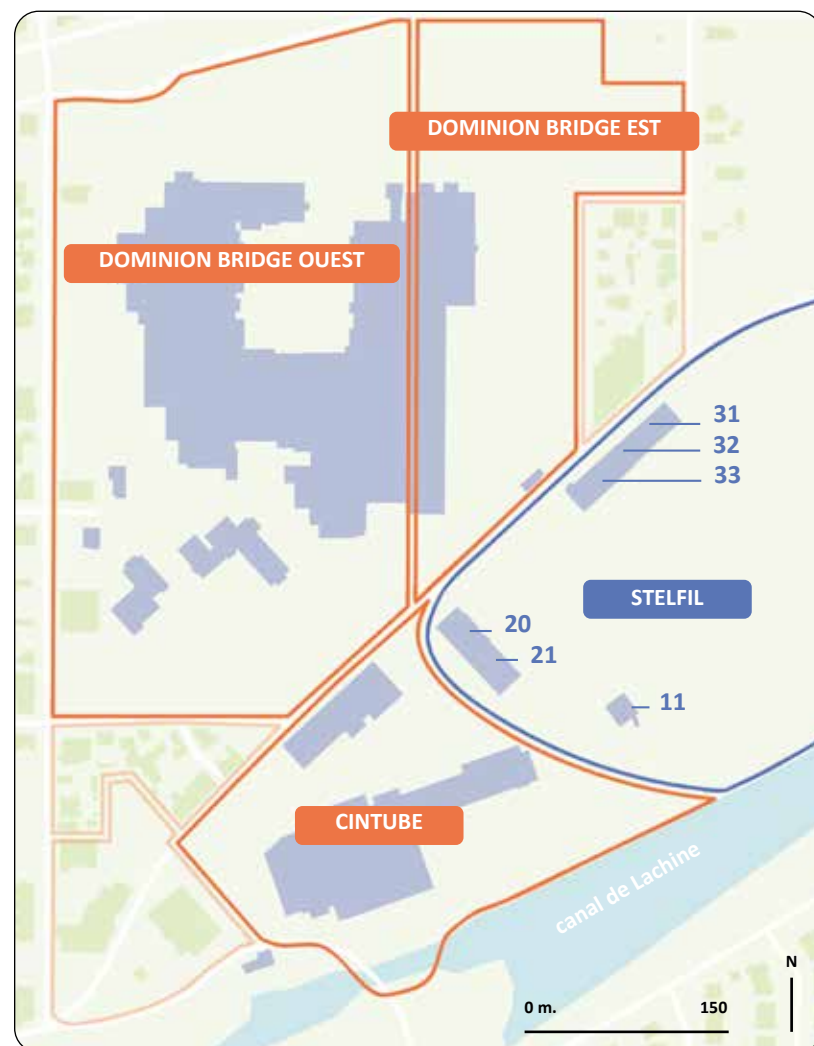 DOMINION BRIDGE EST
DOMINION BRIDGE OUEST
31
32
33
STELFIL
20
21
11
CINTUBE
canal de Lachine
N
0 m. 150